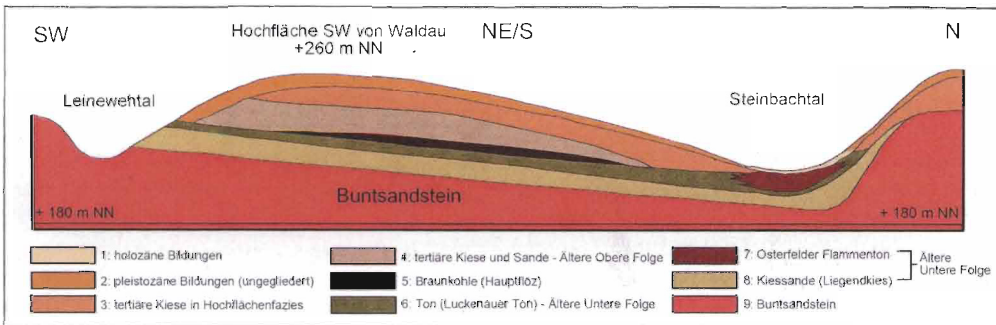 SW
Hochfläche SW von Waldau
+260 m NN
NE/S
N
Leinewehtal
Steinbachtal
Buntsandstein
+ 180 m NN
+ 180 m NN
1: holozäne Bildungen
2: pleistozäne Bildungen (ungegliedert)
3: tertiäre Kiese in Hochflächenfazies
4: tertiäre Kiese und Sande - Ältere Obere Folge
5: Braunkohle (Hauptflöz)
6: Ton (Luckenauer Ton) - Ältere Untere Folge
7: Osterfelder Flammenton
8: Kiessande (Liegendkies)
Ältere
Untere Folge
9: Buntsandstein